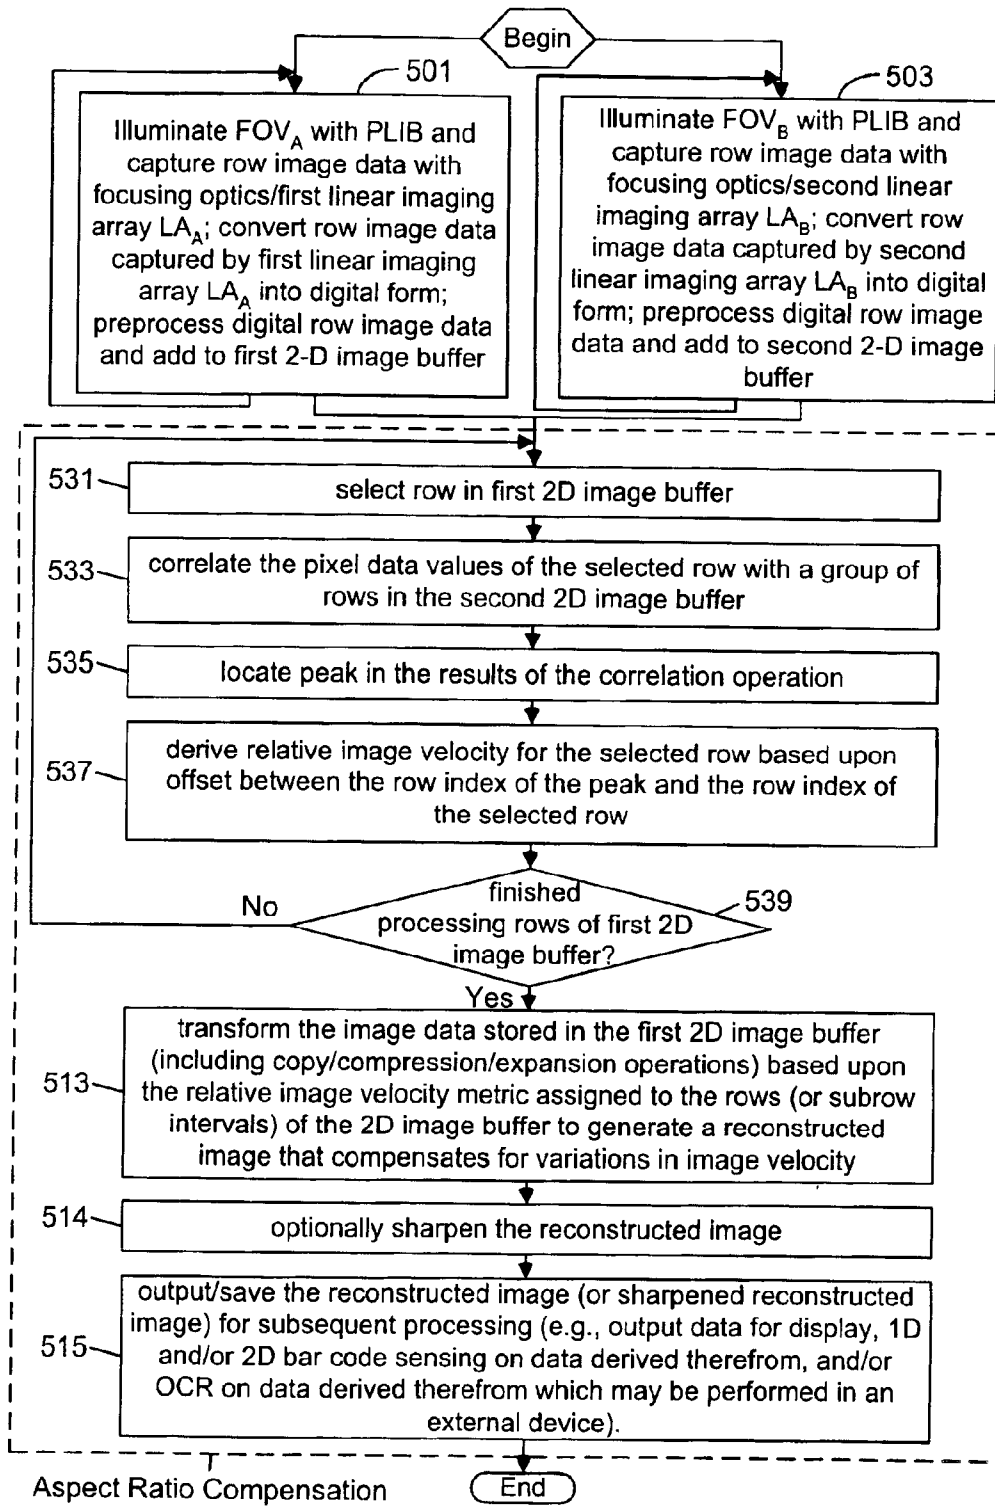 Begin
501
Illuminate FOV_A with PLIB and
capture row image data with
focusing optics/first linear imaging
array LA_A; convert row image data
captured by first linear imaging
array LA_A into digital form;
preprocess digital row image data
and add to first 2-D image buffer
503
Illuminate FOV_B with PLIB and
capture row image data with
focusing optics/second linear
imaging array LA_B; convert row
image data captured by second
linear imaging array LA_B into digital
form; preprocess digital row image
data and add to second 2-D image
buffer
531
select row in first 2D image buffer
533
correlate the pixel data values of the selected row with a group of
rows in the second 2D image buffer
535
locate peak in the results of the correlation operation
537
derive relative image velocity for the selected row based upon
offset between the row index of the peak and the row index of
the selected row
No
finished
processing rows of first 2D
image buffer?
539
Yes
513
transform the image data stored in the first 2D image buffer
(including copy/compression/expansion operations) based upon
the relative image velocity metric assigned to the rows (or subrow
intervals) of the 2D image buffer to generate a reconstructed
image that compensates for variations in image velocity
514
optionally sharpen the reconstructed image
515
output/save the reconstructed image (or sharpened reconstructed
image) for subsequent processing (e.g., output data for display, 1D
and/or 2D bar code sensing on data derived therefrom, and/or
OCR on data derived therefrom which may be performed in an
external device).
Aspect Ratio Compensation
End